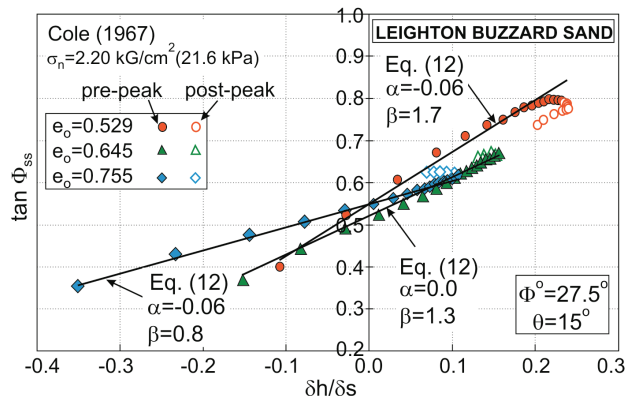 LEIGHTON BUZZARD SAND
Cole (1967)
σn=2.20 kG/cm²(21.6 kPa)
pre-peak
post-peak
eo=0.529
eo=0.645
eo=0.755
Eq. (12)
α=-0.06
β=1.7
Eq. (12)
α=-0.06
β=0.8
Eq. (12)
α=0.0
β=1.3
Φ°=27.5°
θ=15°
tan Φss
1.0
0.9
0.8
0.7
0.6
0.5
0.4
0.3
0.2
-0.4
-0.3
-0.2
-0.1
0.0
0.1
0.2
0.3
δh/δs